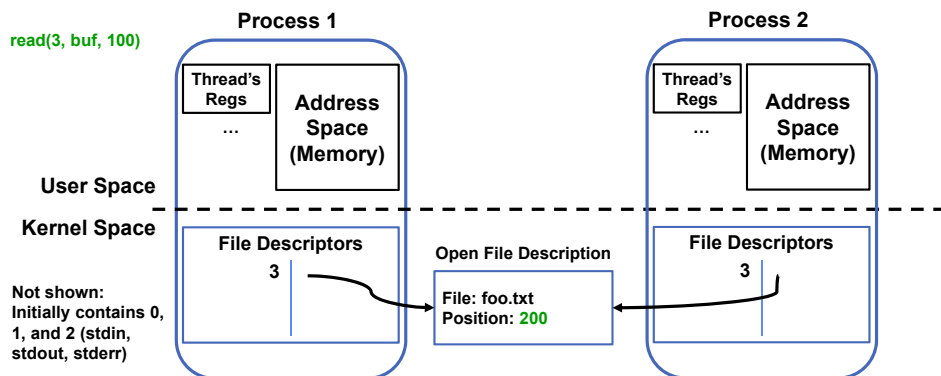 Process 1
Process 2
read(3, buf, 100)
Thread's
Regs
...
Address
Space
(Memory)
Thread's
Regs
...
Address
Space
(Memory)
User Space
Kernel Space
File Descriptors
3
Open File Description
File: foo.txt
Position: 200
File Descriptors
3
Not shown:
Initially contains 0,
1, and 2 (stdin,
stdout, stderr)